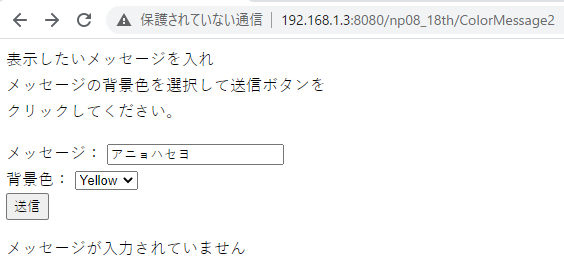 保護されていない通信 | 192.168.1.3:8080/np08_18th/ColorMessage2
表示したいメッセージを入れ
メッセージの背景色を選択して送信ボタンを
クリックしてください。
メッセージ： アニョハセヨ
背景色： Yellow
送信
メッセージが入力されていません